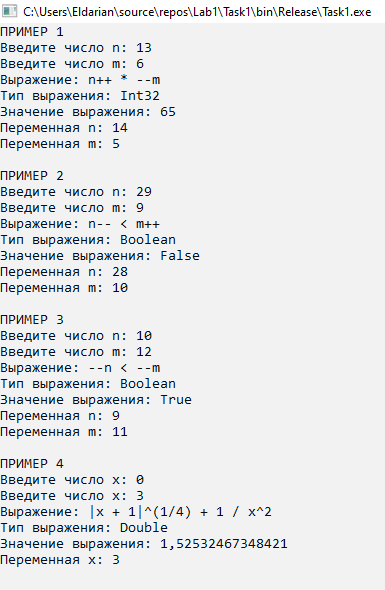 C:\Users\Eldarian\source\repos\Lab1\Task1\bin\Release\Task1.exe
ПРИМЕР 1
Введите число n: 13
Введите число m: 6
Выражение: n++ * --m
Тип выражения: Int32
Значение выражения: 65
Переменная n: 14
Переменная m: 5
ПРИМЕР 2
Введите число n: 29
Введите число m: 9
Выражение: n-- < m++
Тип выражения: Boolean
Значение выражения: False
Переменная n: 28
Переменная m: 10
ПРИМЕР 3
Введите число n: 10
Введите число m: 12
Выражение: --n < --m
Тип выражения: Boolean
Значение выражения: True
Переменная n: 9
Переменная m: 11
ПРИМЕР 4
Введите число x: 0
Введите число x: 3
Выражение: |x + 1|^(1/4) + 1 / x^2
Тип выражения: Double
Значение выражения: 1,52532467348421
Переменная x: 3